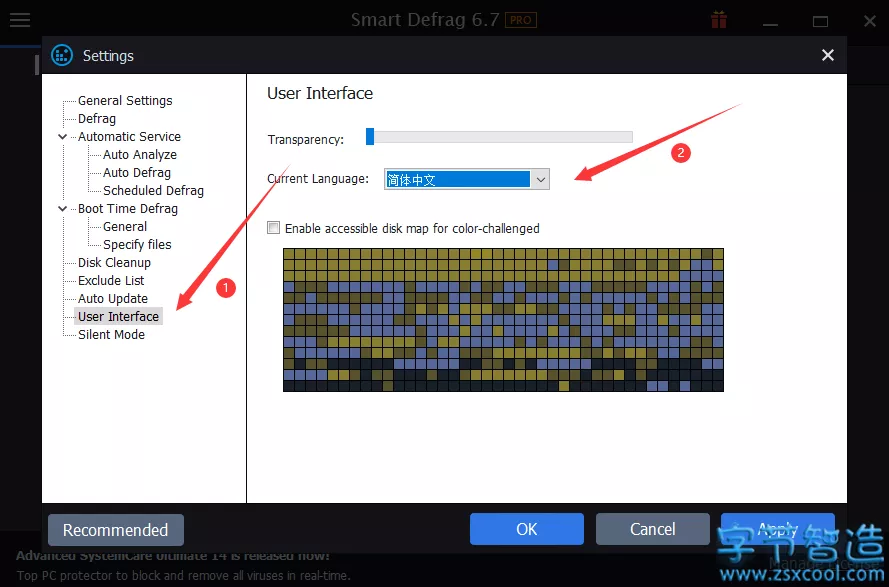 Smart Defrag 6.7 PRO
Settings
General Settings
Defrag
Automatic Service
Auto Analyze
Auto Defrag
Scheduled Defrag
Boot Time Defrag
General
Specify files
Disk Cleanup
Exclude List
Auto Update
User Interface
Silent Mode
1
User Interface
Transparency:
2
Current Language:
简体中文
Enable accessible disk map for color-challenged
Recommended
OK
Cancel
Apply
Advanced SystemCare Ultimate 14 is released now!
Top PC protector to block and remove all viruses in real-time.
Manage License
字节智造
www.zsxcool.com